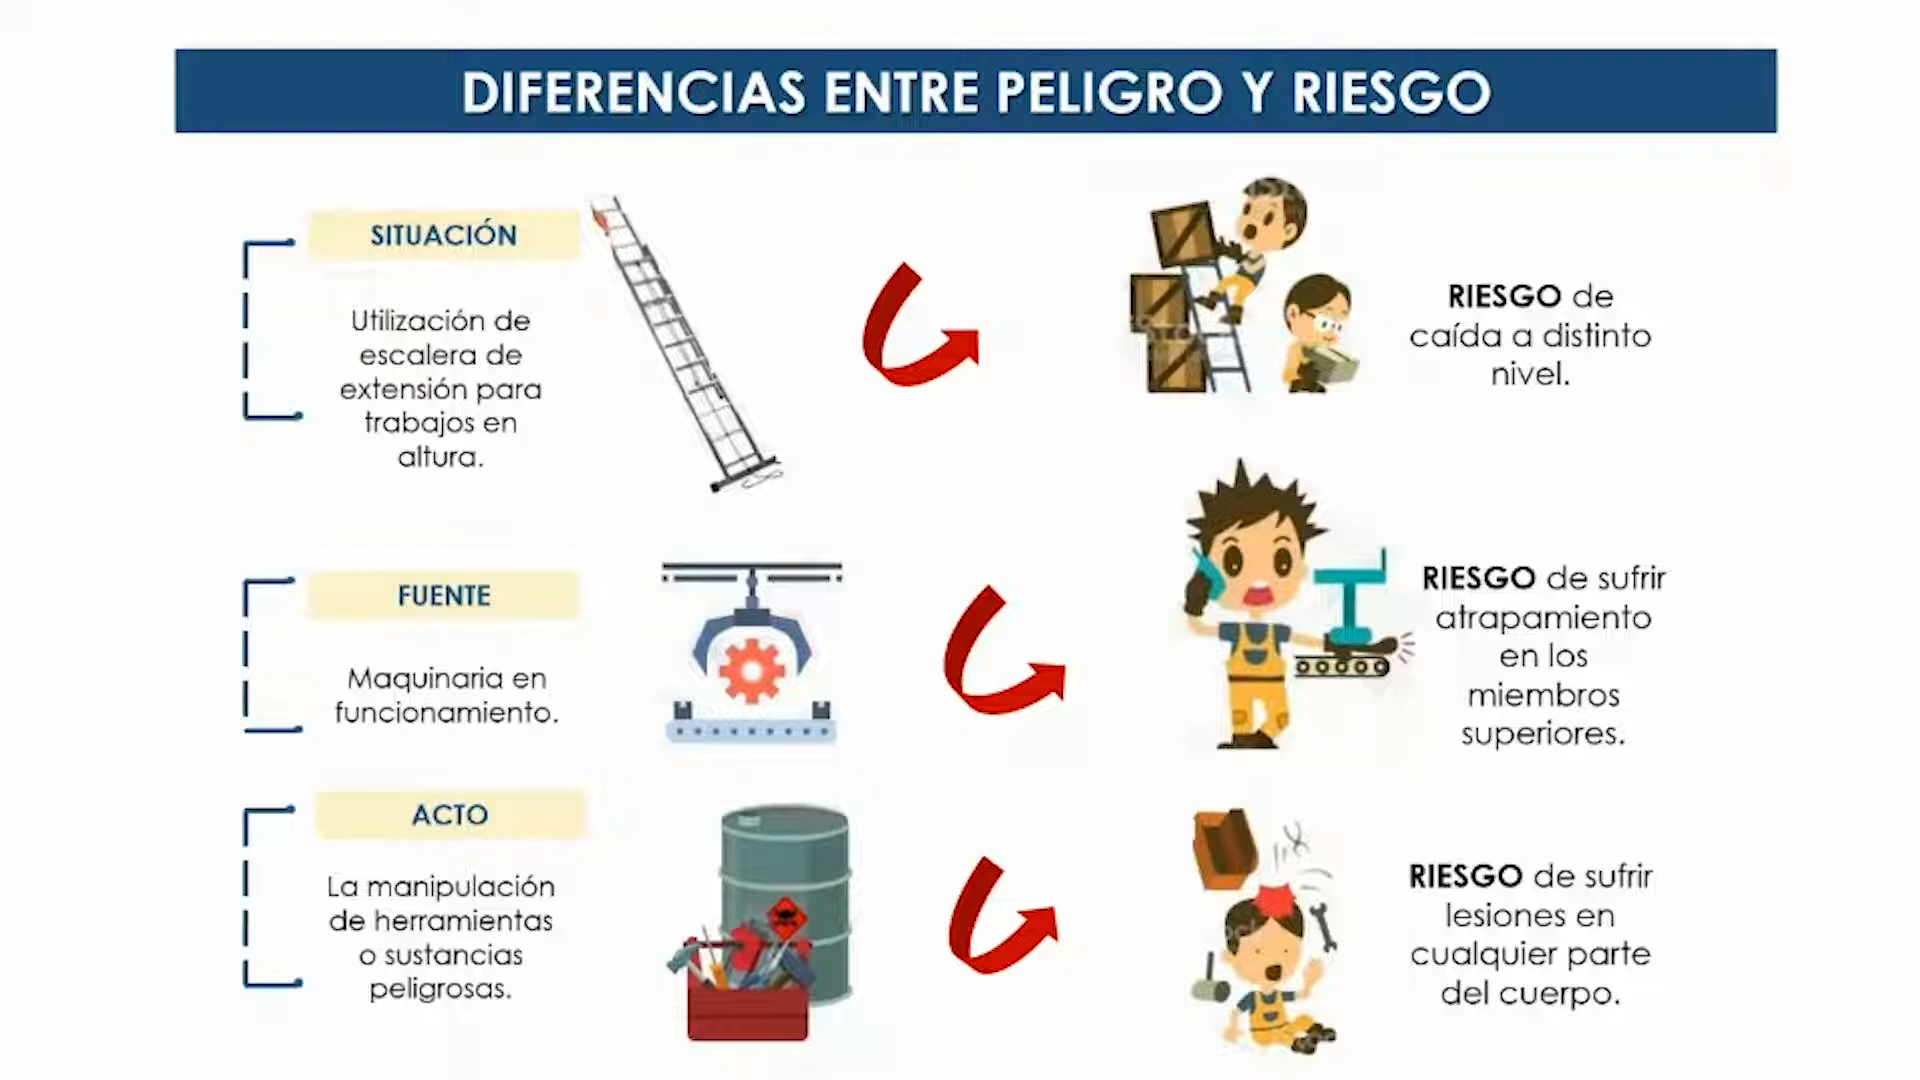 DIFERENCIAS ENTRE PELIGRO Y RIESGO
SITUACIÓN
Utilización de
escalera de
extensión para
trabajos en
altura.
RIESGO de
caída a distinto
nivel.
FUENTE
Maquinaria en
funcionamiento.
RIESGO de sufrir
atrapamiento
en los
miembros
superiores.
ACTO
La manipulación
de herramientas
o sustancias
peligrosas.
RIESGO de sufrir
lesiones en
cualquier parte
del cuerpo.